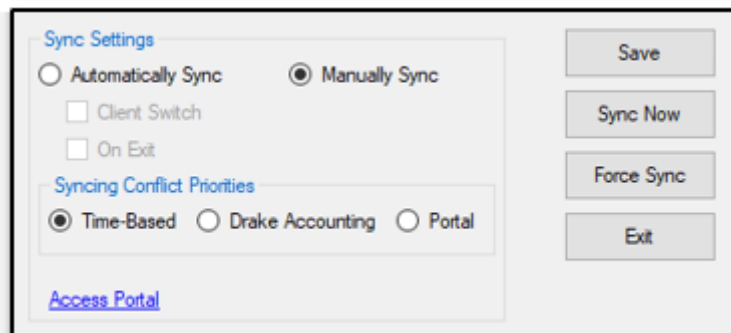 Sync Settings
Automatically Sync Manually Sync
Client Switch
On Exit
Syncing Conflict Priorities
Time-Based Drake Accounting Portal
Access Portal
Save
Sync Now
Force Sync
Exit